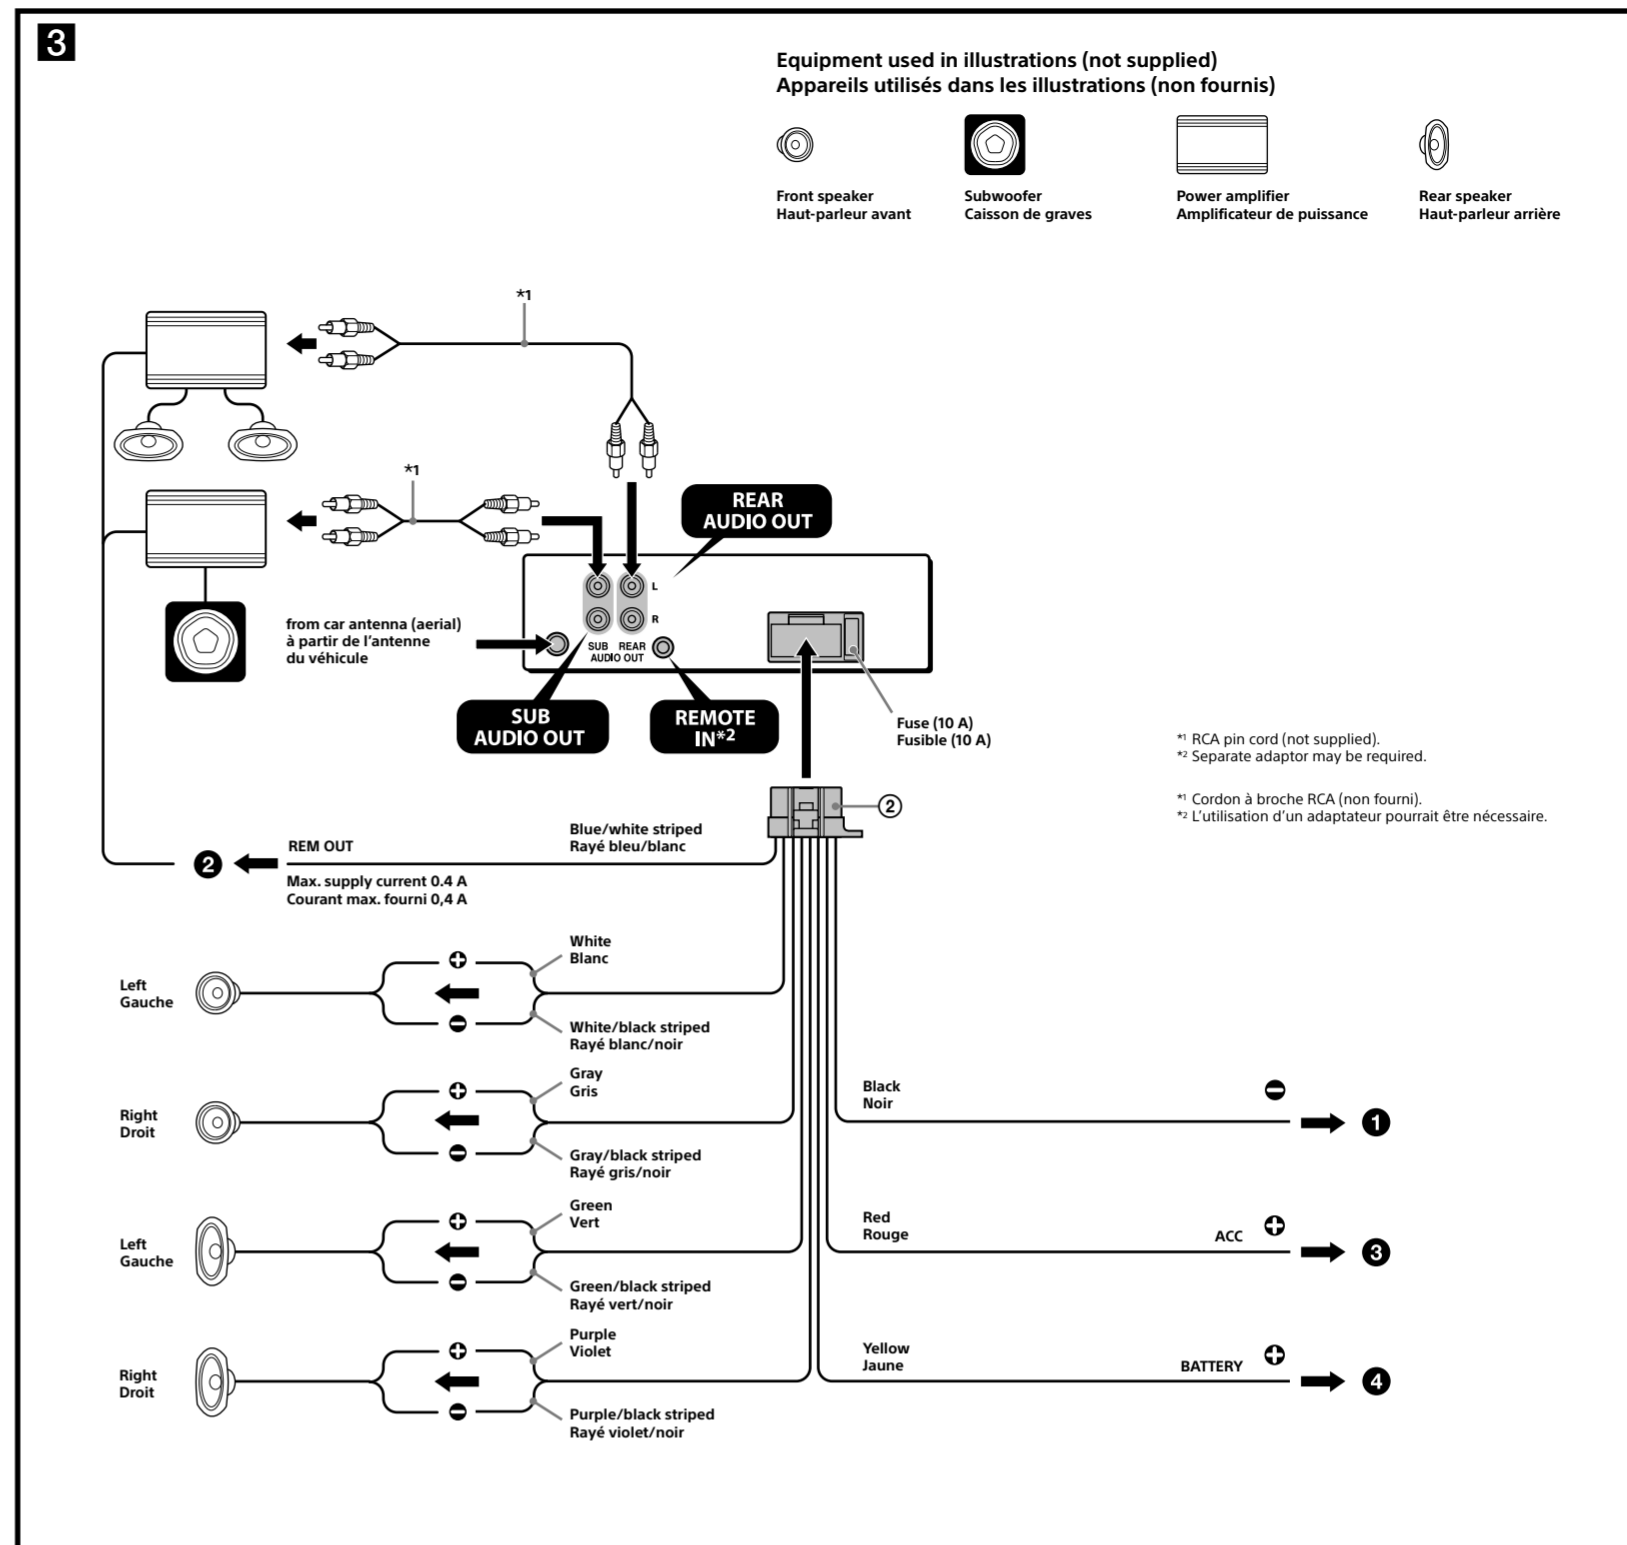 3
Equipment used in illustrations (not supplied)
Appareils utilisés dans les illustrations (non fournis)
Front speaker
Haut-parleur avant
Subwoofer
Caisson de graves
Power amplifier
Amplificateur de puissance
Rear speaker
Haut-parleur arrière
*1
*1
REAR
AUDIO OUT
L
R
from car antenna (aerial)
à partir de l'antenne
du véhicule
SUB REAR
AUDIO OUT
SUB
AUDIO OUT
REMOTE
IN*2
Fuse (10 A)
Fusible (10 A)
*1 RCA pin cord (not supplied).
*2 Separate adaptor may be required.
*1 Cordon à broche RCA (non fourni).
*2 L'utilisation d'un adaptateur pourrait être nécessaire.
2
Blue/white striped
Rayé bleu/blanc
REM OUT
2
Max. supply current 0.4 A
Courant max. fourni 0,4 A
White
Blanc
Left
Gauche
White/black striped
Rayé blanc/noir
Gray
Gris
Right
Droit
Gray/black striped
Rayé gris/noir
Black
Noir
1
Green
Vert
Left
Gauche
Green/black striped
Rayé vert/noir
Red
Rouge
ACC
3
Purple
Violet
Right
Droit
Purple/black striped
Rayé violet/noir
Yellow
Jaune
BATTERY
4